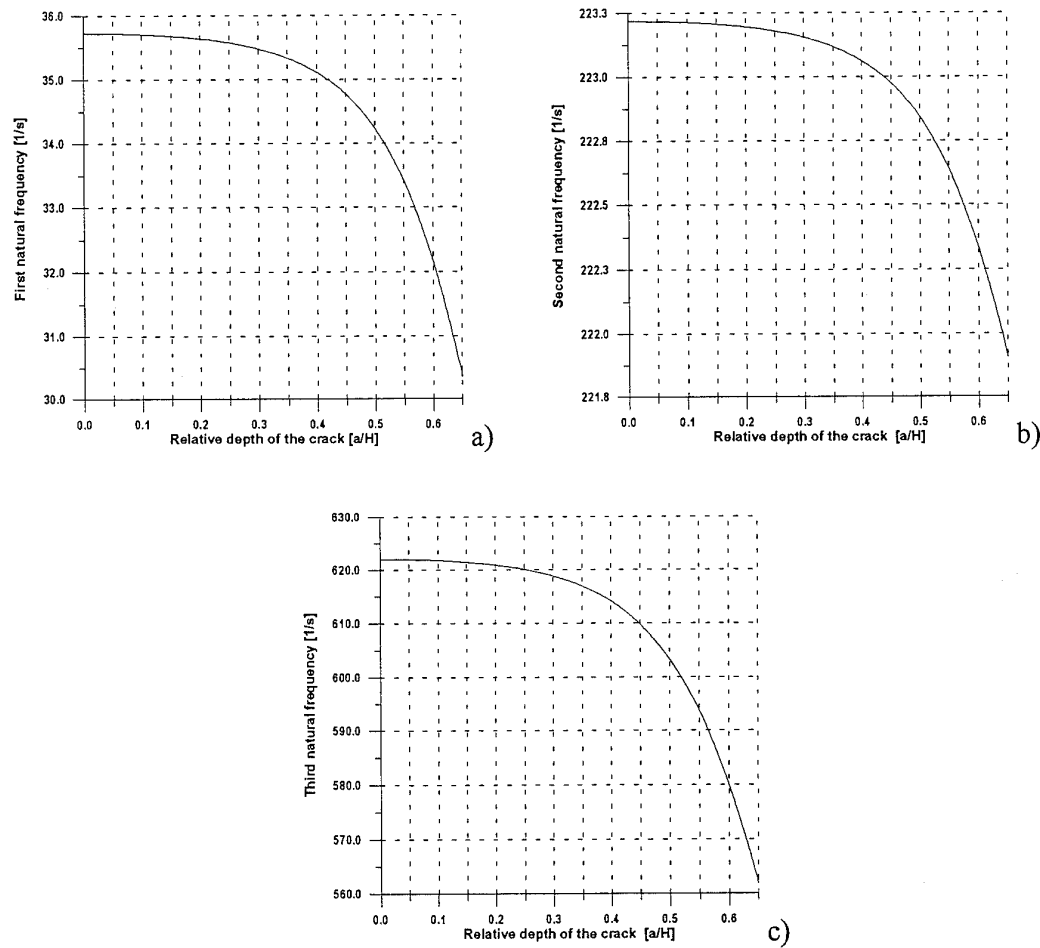 First natural frequency [1/s]
36.0
35.0
34.0
33.0
32.0
31.0
30.0
0.0 0.1 0.2 0.3 0.4 0.5 0.6
Relative depth of the crack [a/H]
a)
Second natural frequency [1/s]
223.3
223.0
222.8
222.5
222.3
222.0
221.8
0.0 0.1 0.2 0.3 0.4 0.5 0.6
Relative depth of the crack [a/H]
b)
Third natural frequency [1/s]
630.0
620.0
610.0
600.0
590.0
580.0
570.0
560.0
0.0 0.1 0.2 0.3 0.4 0.5 0.6
Relative depth of the crack [a/H]
c)